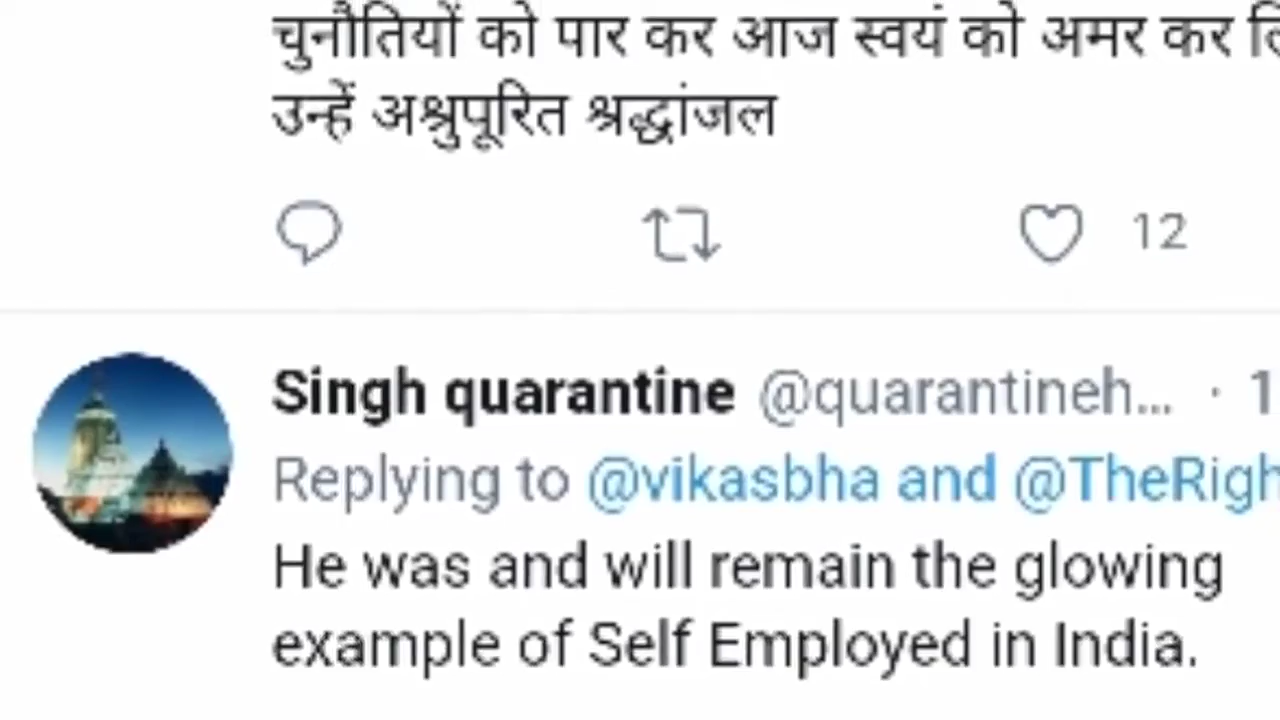 चुनौतियों को पार कर आज स्वयं को अमर कर
उन्हें अश्रुपूरित श्रद्धांजल
12
Singh quarantine @quarantineh... · 1
Replying to @vikasbha and @TheRigh
He was and will remain the glowing
example of Self Employed in India.